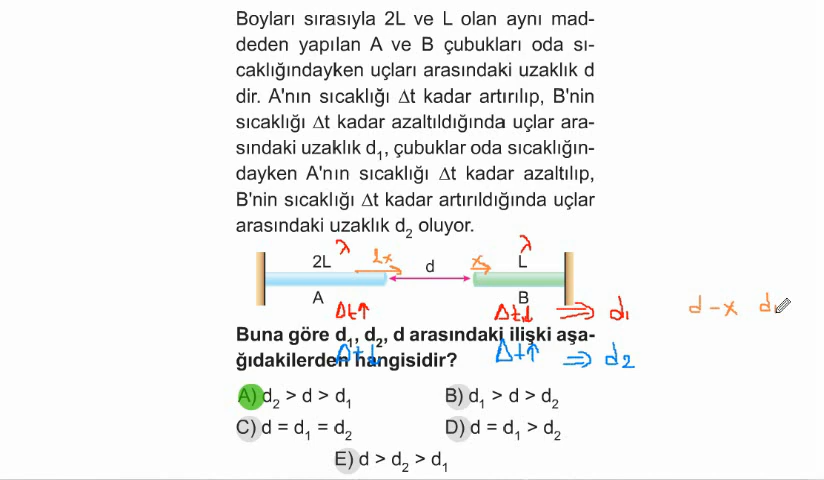 Boyları sırasıyla 2L ve L olan aynı mad-
deden yapılan A ve B çubukları oda sı-
caklığındayken uçları arasındaki uzaklık d
dir. A'nın sıcaklığı Δt kadar artırılıp, B'nin
sıcaklığı Δt kadar azaltıldığında uçlar ara-
sındaki uzaklık d₁, çubuklar oda sıcaklığın-
dayken A'nın sıcaklığı Δt kadar azaltılıp,
B'nin sıcaklığı Δt kadar artırıldığında uçlar
arasındaki uzaklık d₂ oluyor.
λ λ
2L 2x d x L
A B
Δt↑ Δt↓ ⇒ d₁ d-x d₁
Buna göre d₁, d₂, d arasındaki ilişki aşa-
ğıdakilerden hangisidir?
Δt↓ Δt↑ ⇒ d₂
A) d₂ > d > d₁ B) d₁ > d > d₂
C) d = d₁ = d₂ D) d = d₁ > d₂
E) d > d₂ > d₁